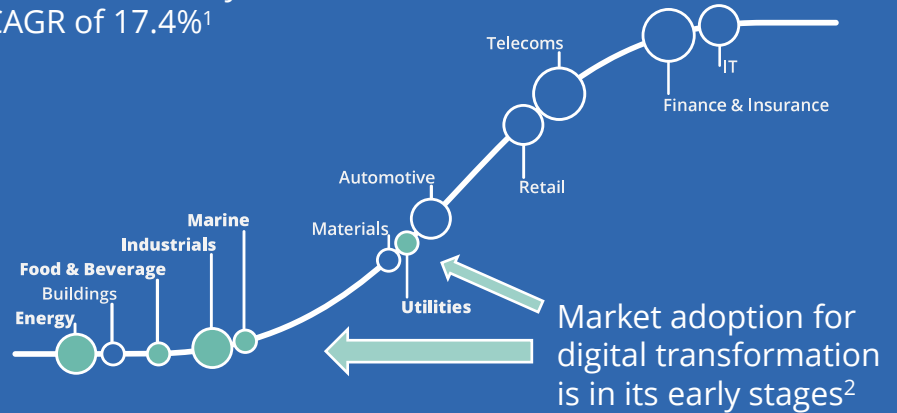 CAGR of 17.4%¹
Telecoms
IT
Finance & Insurance
Automotive
Retail
Marine
Materials
Industrials
Food & Beverage
Buildings
Utilities
Energy
Market adoption for
digital transformation
is in its early stages²